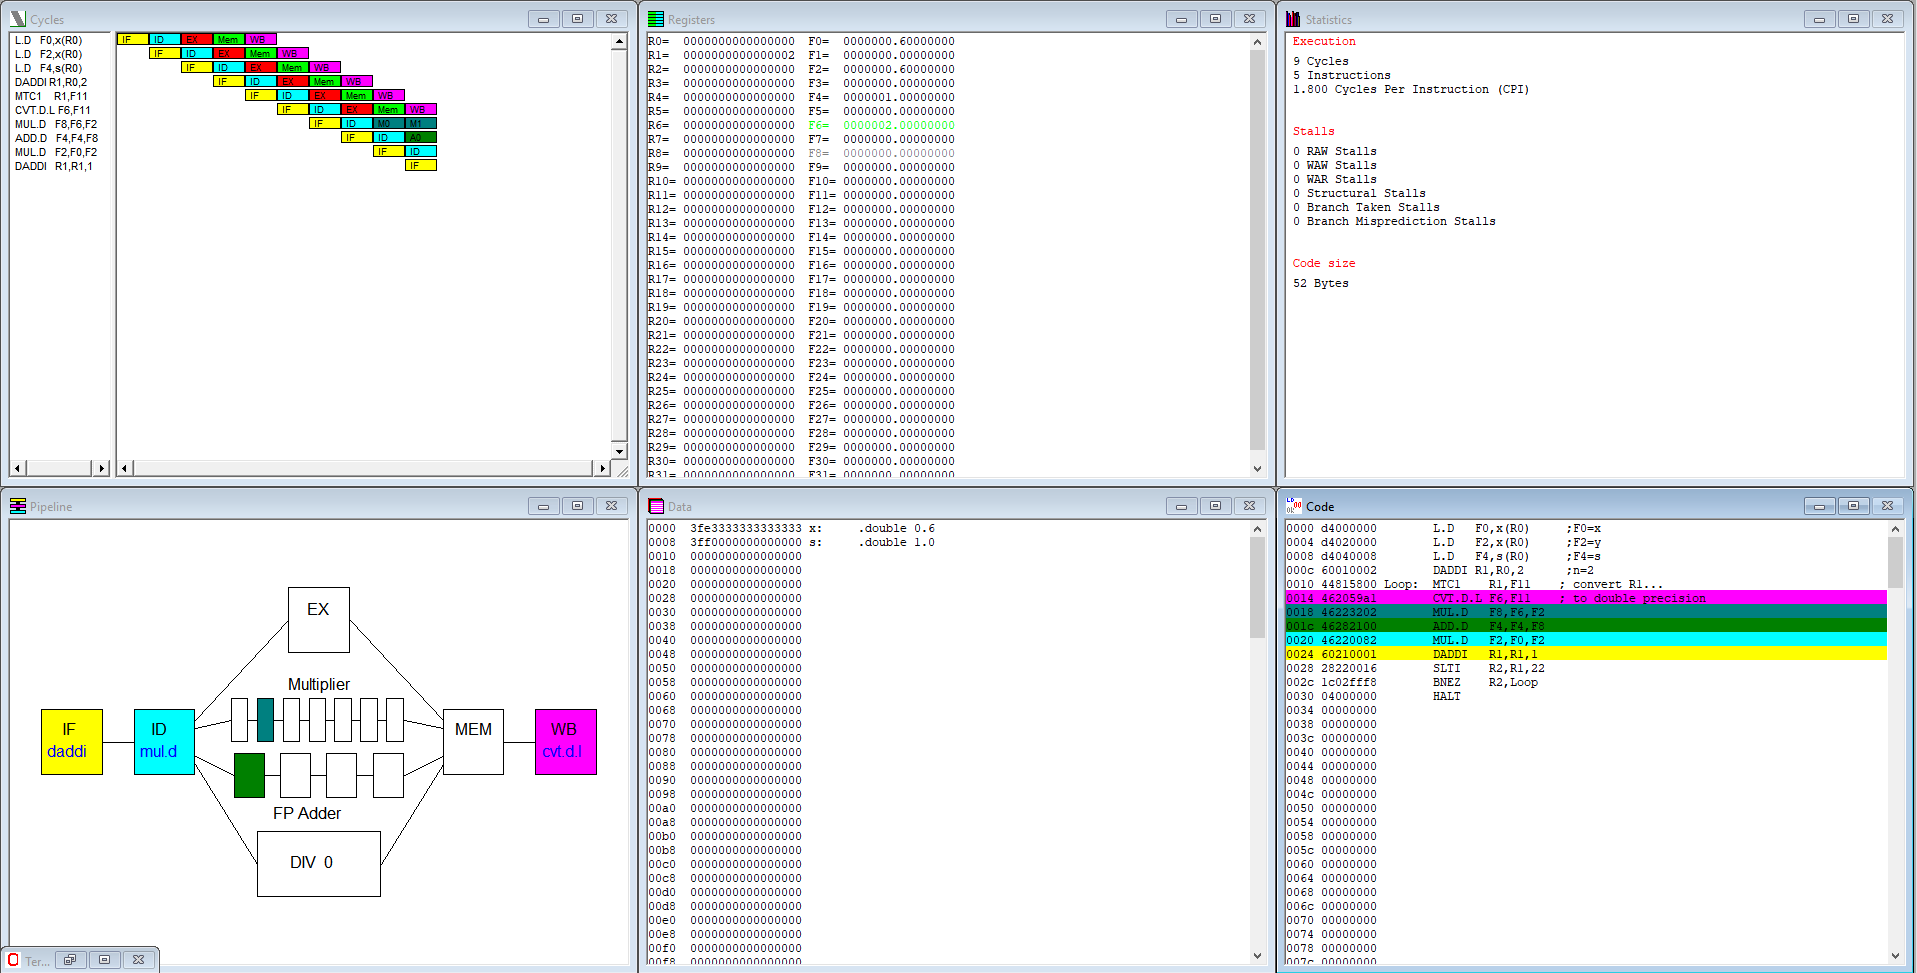 Cycles
L.D F0,x(R0) IF ID EX Mem WB
L.D F2,x(R0) IF ID EX Mem WB
L.D F4,s(R0) IF ID EX Mem WB
DADDI R1,R0,2 IF ID EX Mem WB
MTC1 R1,F11 IF ID EX Mem WB
CVT.D.L F6,F11 IF ID EX Mem WB
MUL.D F8,F6,F2 IF ID M0 M1
ADD.D F4,F4,F8 IF ID A0
MUL.D F2,F0,F2 IF ID
DADDI R1,R1,1 IF
Registers
R0= 0000000000000000 F0= 0000000.60000000
R1= 0000000000000002 F1= 0000000.00000000
R2= 0000000000000000 F2= 0000000.60000000
R3= 0000000000000000 F3= 0000000.00000000
R4= 0000000000000000 F4= 0000001.00000000
R5= 0000000000000000 F5= 0000000.00000000
R6= 0000000000000000 F6= 0000002.00000000
R7= 0000000000000000 F7= 0000000.00000000
R8= 0000000000000000 F8= 0000000.00000000
R9= 0000000000000000 F9= 0000000.00000000
R10= 0000000000000000 F10= 0000000.00000000
R11= 0000000000000000 F11= 0000000.00000000
R12= 0000000000000000 F12= 0000000.00000000
R13= 0000000000000000 F13= 0000000.00000000
R14= 0000000000000000 F14= 0000000.00000000
R15= 0000000000000000 F15= 0000000.00000000
R16= 0000000000000000 F16= 0000000.00000000
R17= 0000000000000000 F17= 0000000.00000000
R18= 0000000000000000 F18= 0000000.00000000
R19= 0000000000000000 F19= 0000000.00000000
R20= 0000000000000000 F20= 0000000.00000000
R21= 0000000000000000 F21= 0000000.00000000
R22= 0000000000000000 F22= 0000000.00000000
R23= 0000000000000000 F23= 0000000.00000000
R24= 0000000000000000 F24= 0000000.00000000
R25= 0000000000000000 F25= 0000000.00000000
R26= 0000000000000000 F26= 0000000.00000000
R27= 0000000000000000 F27= 0000000.00000000
R28= 0000000000000000 F28= 0000000.00000000
R29= 0000000000000000 F29= 0000000.00000000
R30= 0000000000000000 F30= 0000000.00000000
R31= 0000000000000000 F31= 0000000.00000000
Statistics
Execution
9 Cycles
5 Instructions
1.800 Cycles Per Instruction (CPI)
Stalls
0 RAW Stalls
0 WAW Stalls
0 WAR Stalls
0 Structural Stalls
0 Branch Taken Stalls
0 Branch Misprediction Stalls
Code size
52 Bytes
Pipeline
EX
Multiplier
IF
daddi
ID
mul.d
MEM
WB
cvt.d.l
FP Adder
DIV 0
Ter...
Data
0000 3fe3333333333333 x: .double 0.6
0008 3ff0000000000000 s: .double 1.0
0010 0000000000000000
0018 0000000000000000
0020 0000000000000000
0028 0000000000000000
0030 0000000000000000
0038 0000000000000000
0040 0000000000000000
0048 0000000000000000
0050 0000000000000000
0058 0000000000000000
0060 0000000000000000
0068 0000000000000000
0070 0000000000000000
0078 0000000000000000
0080 0000000000000000
0088 0000000000000000
0090 0000000000000000
0098 0000000000000000
00a0 0000000000000000
00a8 0000000000000000
00b0 0000000000000000
00b8 0000000000000000
00c0 0000000000000000
00c8 0000000000000000
00d0 0000000000000000
00d8 0000000000000000
00e0 0000000000000000
00e8 0000000000000000
00f0 0000000000000000
00f8 0000000000000000
Code
0000 d4000000 L.D F0,x(R0) ;F0=x
0004 d4020000 L.D F2,x(R0) ;F2=y
0008 d4040008 L.D F4,s(R0) ;F4=s
000c 60010002 DADDI R1,R0,2 ;n=2
0010 44815800 Loop: MTC1 R1,F11 ; convert R1...
0014 462059a1 CVT.D.L F6,F11 ; to double precision
0018 46223202 MUL.D F8,F6,F2
001c 46282100 ADD.D F4,F4,F8
0020 46220082 MUL.D F2,F0,F2
0024 60210001 DADDI R1,R1,1
0028 28220016 SLTI R2,R1,22
002c 1c02fff8 BNEZ R2,Loop
0030 04000000 HALT
0034 00000000
0038 00000000
003c 00000000
0040 00000000
0044 00000000
0048 00000000
004c 00000000
0050 00000000
0054 00000000
0058 00000000
005c 00000000
0060 00000000
0064 00000000
0068 00000000
006c 00000000
0070 00000000
0074 00000000
0078 00000000
007c 00000000